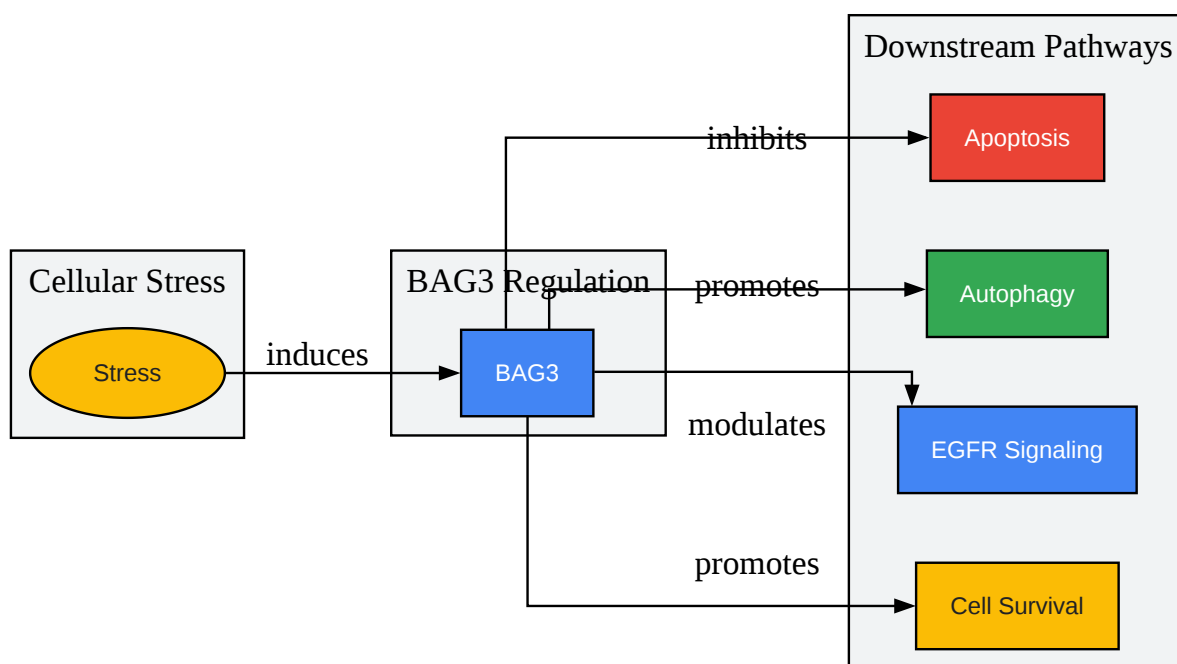 Downstream Pathways
inhibits
Apoptosis
Cellular Stress
BAG3 Regulation
promotes
Autophagy
Stress
induces
BAG3
modulates
EGFR Signaling
promotes
Cell Survival